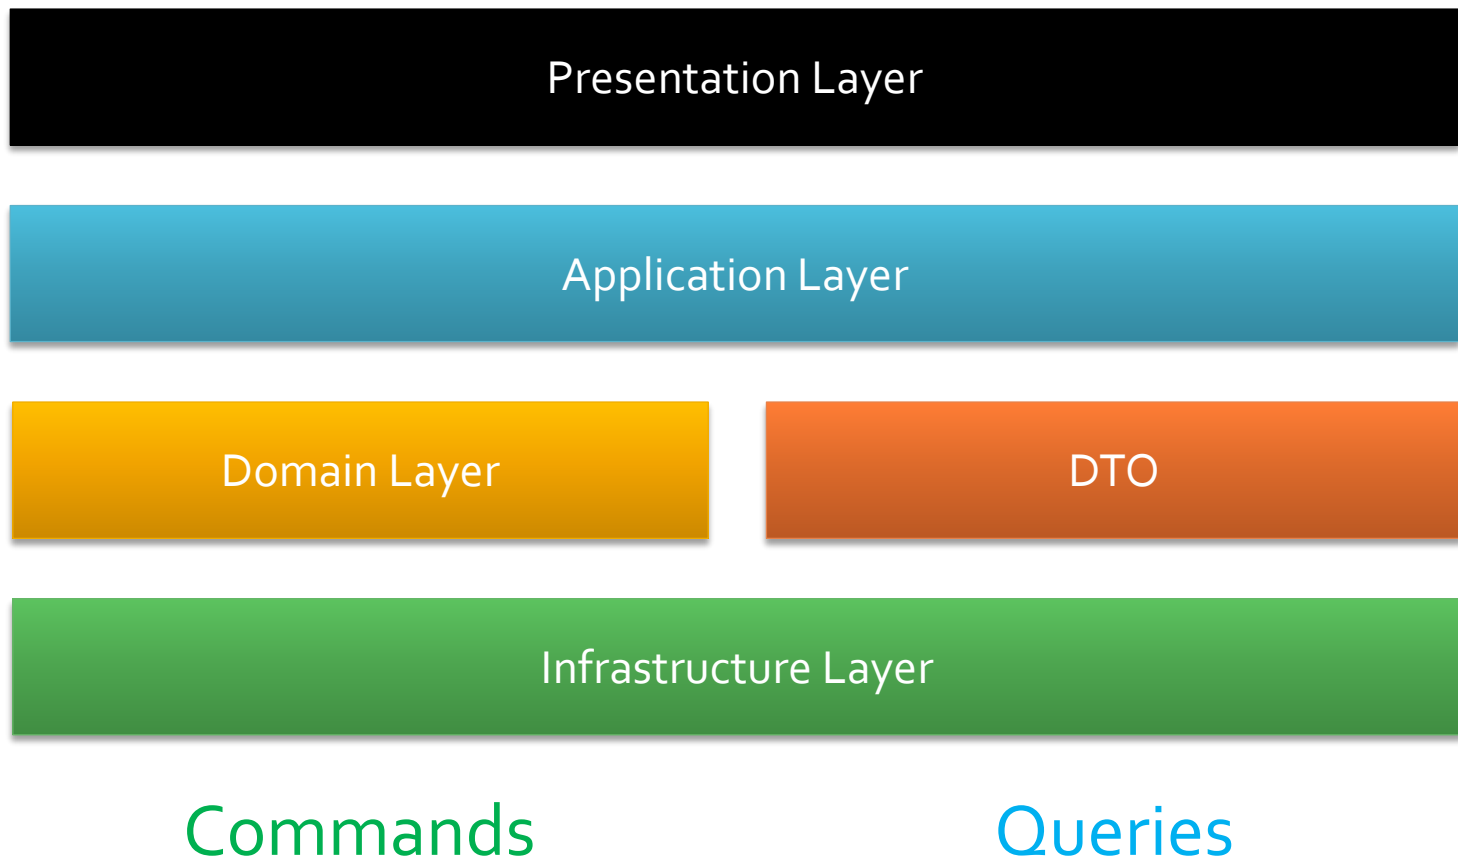 Presentation Layer
Application Layer
Domain Layer
DTO
Infrastructure Layer
Commands
Queries